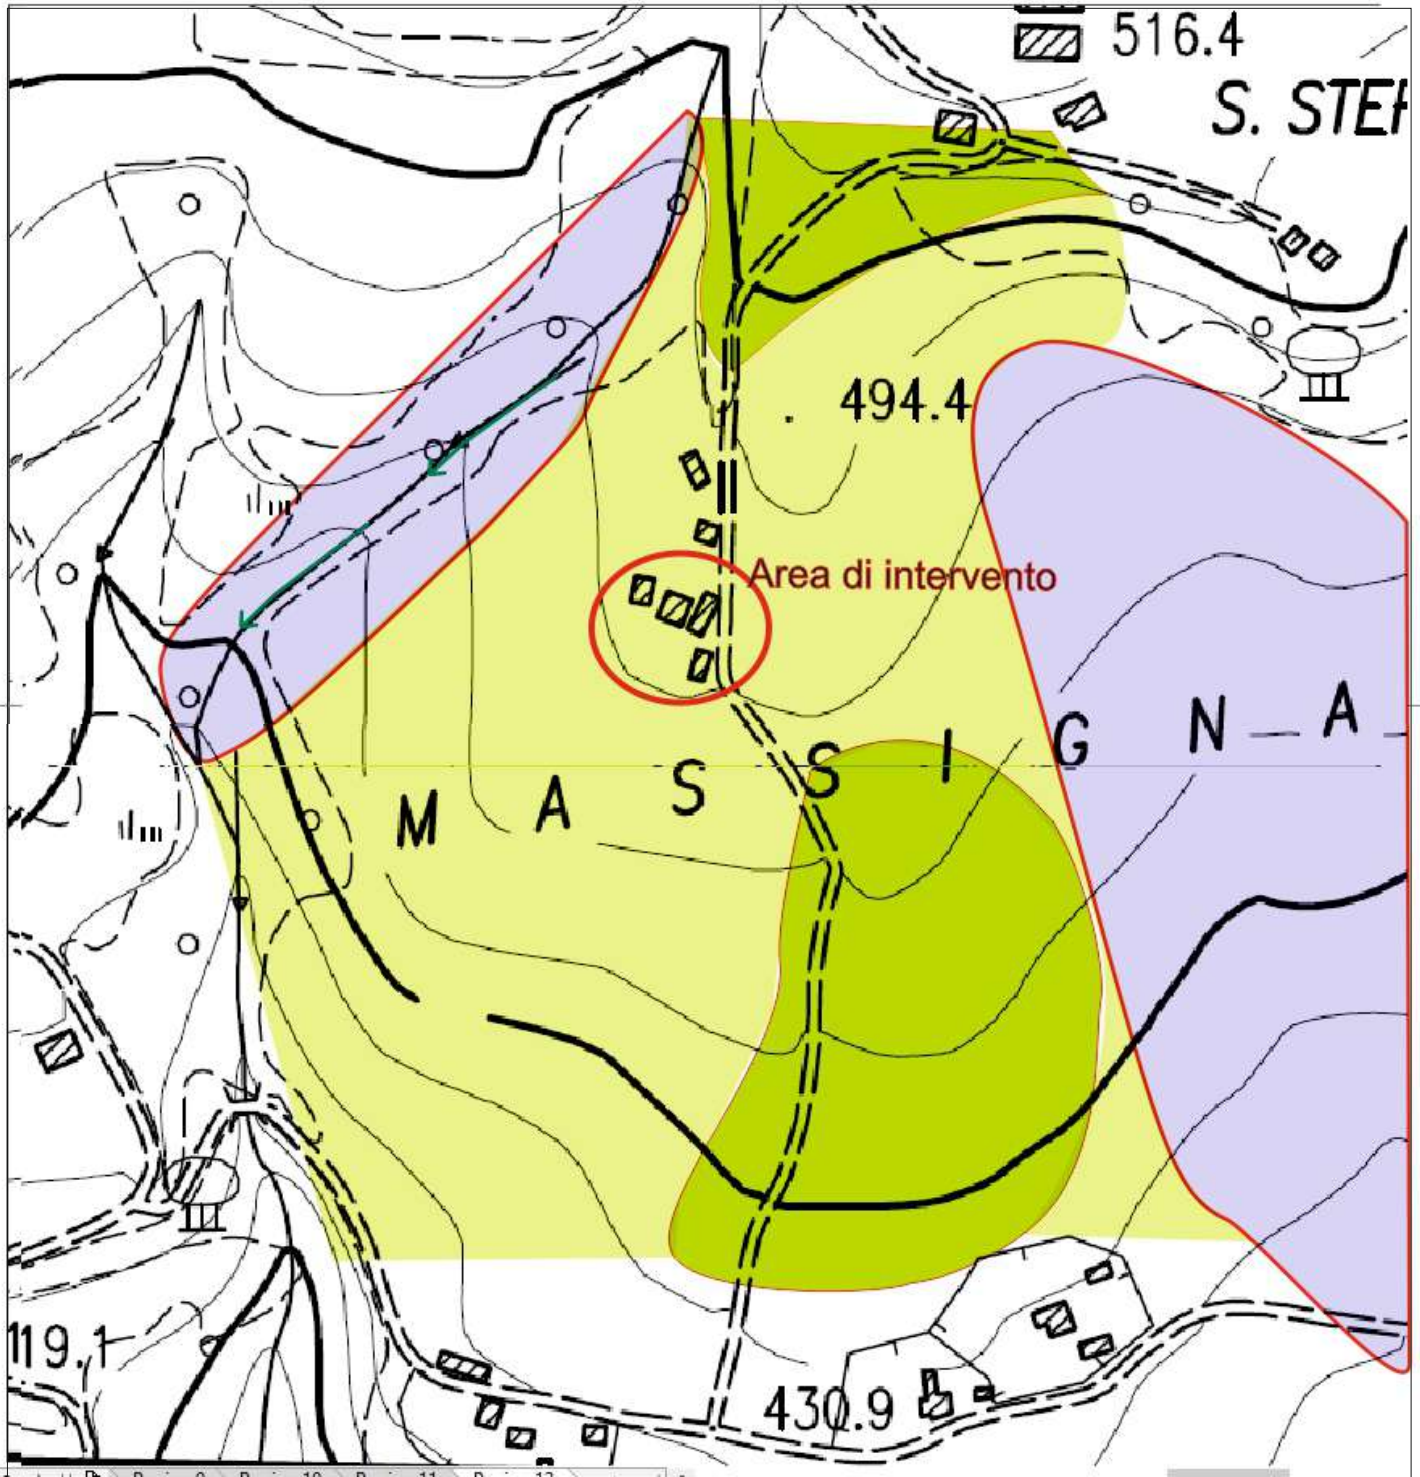 516.4
S. STEF
494.4
Area di intervento
M A S S I G N A
119.1
430.9